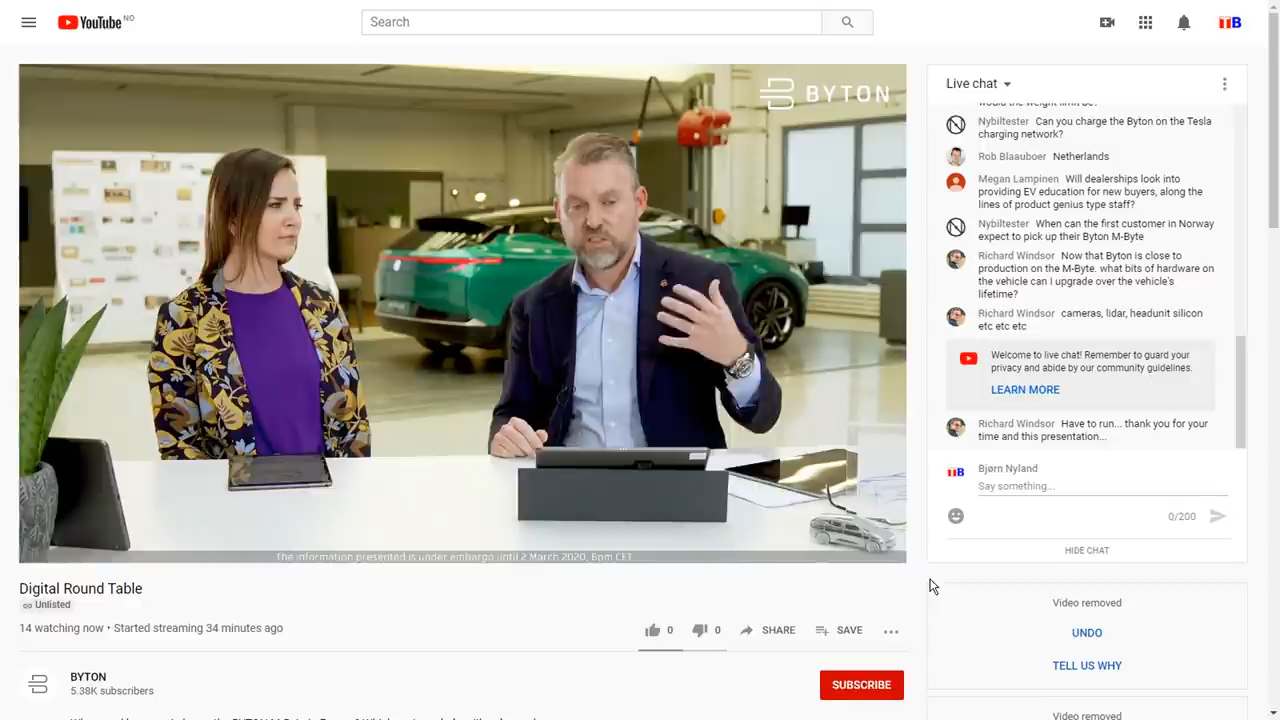 YouTube NO
Search
BYTON
Live chat
would the weight limit be?
Nybiltester Can you charge the Byton on the Tesla
charging network?
Rob Blaauboer Netherlands
Megan Lampinen Will dealerships look into
providing EV education for new buyers, along the
lines of product genius type staff?
Nybiltester When can the first customer in Norway
expect to pick up their Byton M-Byte
Richard Windsor Now that Byton is close to
production on the M-Byte. what bits of hardware on
the vehicle can I upgrade over the vehicle's
lifetime?
Richard Windsor cameras, lidar, headunit silicon
etc etc etc
Welcome to live chat! Remember to guard your
privacy and abide by our community guidelines.
LEARN MORE
Richard Windsor Have to run... thank you for your
time and this presentation...
Bjørn Nyland
Say something...
0/200
HIDE CHAT
The information presented is under embargo until 2 March 2020, 6pm CET
Digital Round Table
Unlisted
14 watching now • Started streaming 34 minutes ago
0 0 SHARE SAVE
BYTON
5.38K subscribers
SUBSCRIBE
Video removed
UNDO
TELL US WHY
Video removed